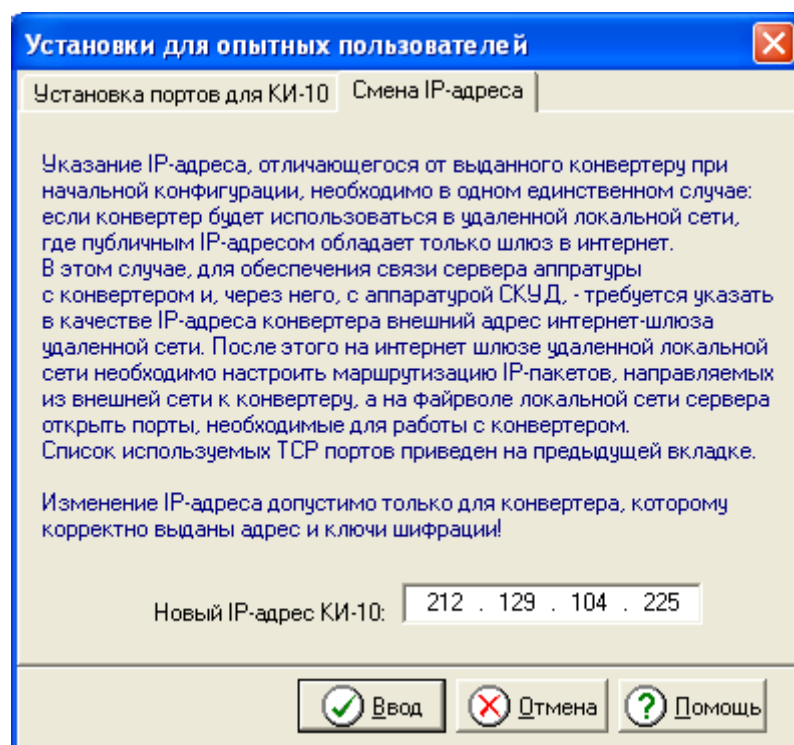 Установки для опытных пользователей
Установка портов для КИ-10
Смена IP-адреса
Указание IP-адреса, отличающегося от выданного конвертеру при
начальной конфигурации, необходимо в одном единственном случае:
если конвертер будет использоваться в удаленной локальной сети,
где публичным IP-адресом обладает только шлюз в интернет.
В этом случае, для обеспечения связи сервера аппратуры
с конвертером и, через него, с аппаратурой СКУД, - требуется указать
в качестве IP-адреса конвертера внешний адрес интернет-шлюза
удаленной сети. После этого на интернет шлюзе удаленной локальной
сети необходимо настроить маршрутизацию IP-пакетов, направляемых
из внешней сети к конвертеру, а на файрволе локальной сети сервера
открыть порты, необходимые для работы с конвертером.
Список используемых TCP портов приведен на предыдущей вкладке.
Изменение IP-адреса допустимо только для конвертера, которому
корректно выданы адрес и ключи шифрации!
Новый IP-адрес КИ-10: 212 . 129 . 104 . 225
Ввод
Отмена
Помощь